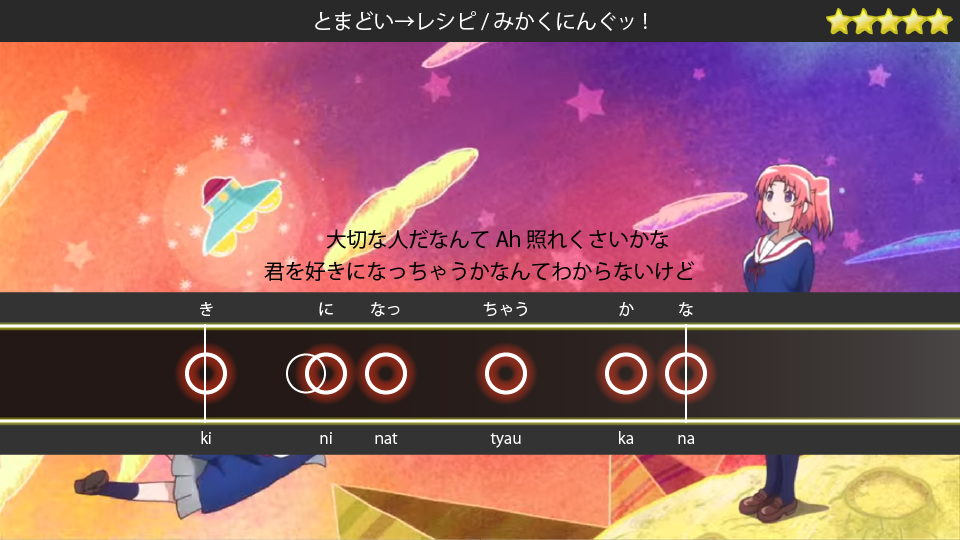 とまどい→レシピ / みかくにんぐッ！
大切な人だなんて Ah 照れくさいかな
君を好きになっちゃうかなんてわからないけど
き に なっ ちゃう か な
ki ni nat tyau ka na